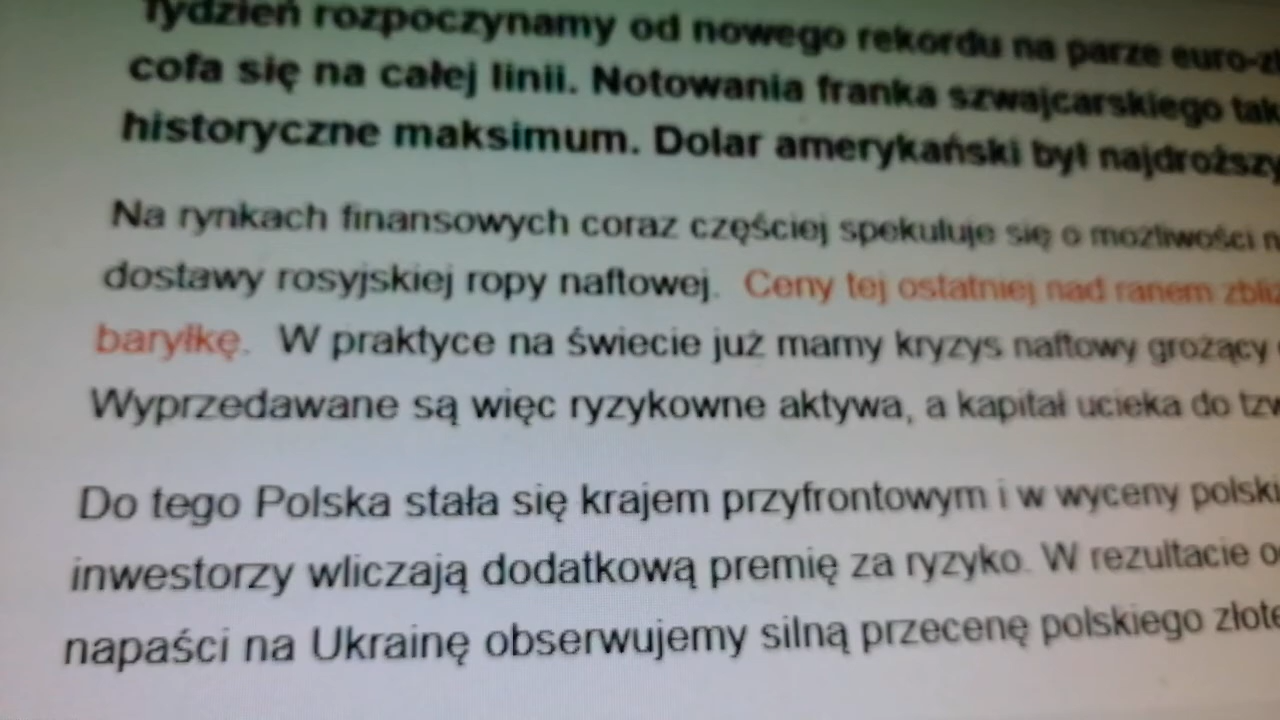 Tydzień rozpoczynamy od nowego rekordu na parze
cofa się na całej linii. Notowania franka szwajcarskiego
historyczne maksimum. Dolar amerykański był najdroższy
Na rynkach finansowych coraz częściej spekuluje się o możliwości
dostawy rosyjskiej ropy naftowej. Ceny tej ostatniej nad ranem
baryłkę. W praktyce na świecie już mamy kryzys naftowy grożący
Wyprzedawane są więc ryzykowne aktywa, a kapitał ucieka do
Do tego Polska stała się krajem przyfrontowym i w wyceny
inwestorzy wliczają dodatkową premię za ryzyko. W rezultacie
napaści na Ukrainę obserwujemy silną przecenę polskiego